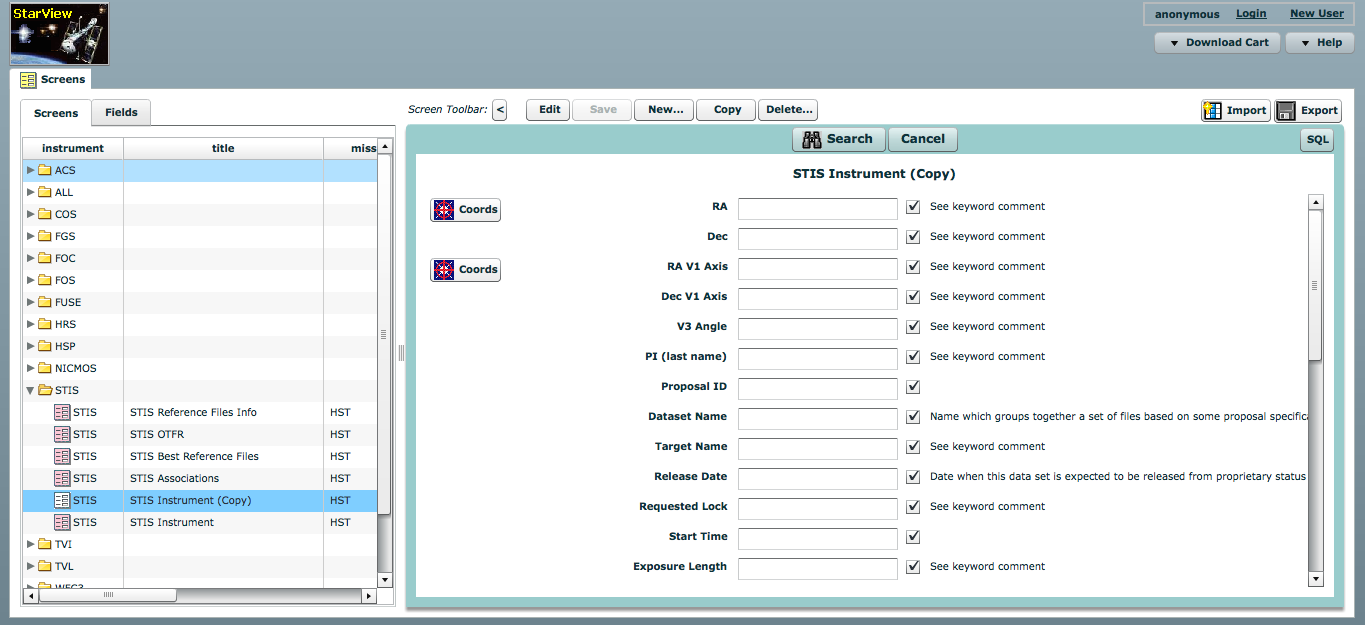 StarView
anonymous Login New User
Download Cart Help
Screens
Screens Fields
Screen Toolbar: < Edit Save New... Copy Delete... Import Export
instrument title miss
ACS
ALL
COS
FGS
FOC
FOS
FUSE
HRS
HSP
NICMOS
STIS
STIS STIS Reference Files Info HST
STIS STIS OTFR HST
STIS STIS Best Reference Files HST
STIS STIS Associations HST
STIS STIS Instrument (Copy) HST
STIS STIS Instrument HST
TVI
TVL
WFC3
Search Cancel SQL
STIS Instrument (Copy)
Coords RA See keyword comment
Dec See keyword comment
Coords RA V1 Axis See keyword comment
Dec V1 Axis See keyword comment
V3 Angle See keyword comment
PI (last name) See keyword comment
Proposal ID
Dataset Name Name which groups together a set of files based on some proposal specifica
Target Name See keyword comment
Release Date Date when this data set is expected to be released from proprietary status
Requested Lock See keyword comment
Start Time
Exposure Length See keyword comment